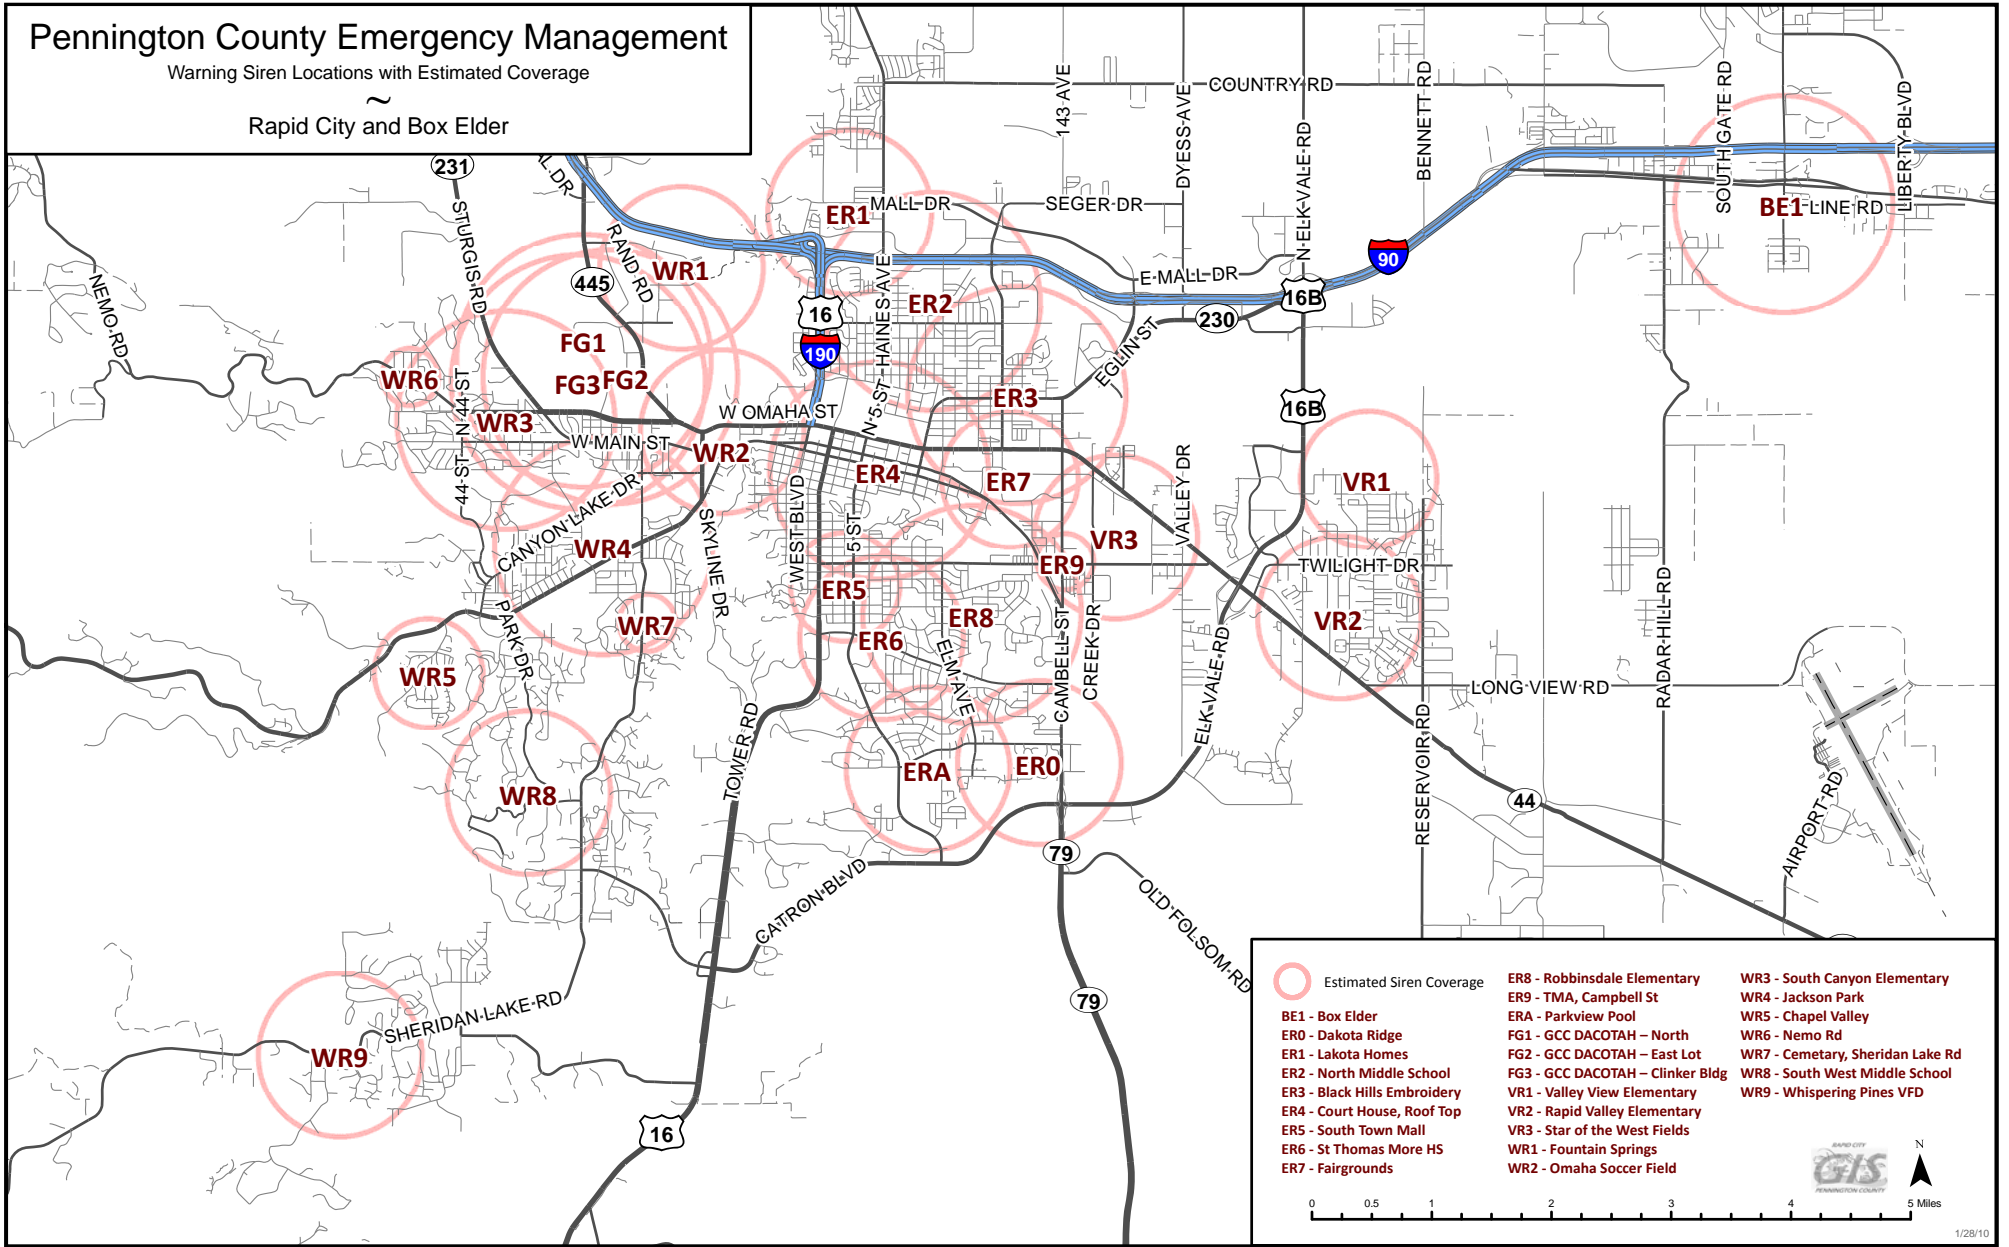 Pennington County Emergency Management
Warning Siren Locations with Estimated Coverage
~
Rapid City and Box Elder
231
AL DR
STURGIS RD
NEMO RD
RAND RD
445
WR1
ER1
MALL DR
143 AVE
SEGER DR
DYESS AVE
COUNTRY RD
N ELK VALE RD
BENNETT RD
SOUTH GATE RD
LIBERTY BLVD
BE1
LINE RD
90
E MALL DR
16B
230
16
190
HAINES AVE
ER2
EGLIN ST
FG1
FG3
FG2
WR6
N 44 ST
WR3
44 ST
W OMAHA ST
W MAIN ST
WR2
N 5 ST
ER3
16B
ER4
ER7
VR1
VALLEY DR
CANYON LAKE DR
WR4
SKYLINE DR
WEST BLVD
5 ST
VR3
ER9
TWILIGHT DR
ER5
ER8
VR2
WR7
ER6
ELM AVE
CAMBELL ST
CREEK DR
ELK VALE RD
RADAR HILL RD
PARK DR
WR5
LONG VIEW RD
RESERVOIR RD
TOWER RD
ERA
ER0
WR8
44
AIRPORT RD
79
CATRON BLVD
OLD FOLSOM RD
79
SHERIDAN LAKE RD
WR9
16
Estimated Siren Coverage
BE1 - Box Elder
ER0 - Dakota Ridge
ER1 - Lakota Homes
ER2 - North Middle School
ER3 - Black Hills Embroidery
ER4 - Court House, Roof Top
ER5 - South Town Mall
ER6 - St Thomas More HS
ER7 - Fairgrounds
ER8 - Robbinsdale Elementary
ER9 - TMA, Campbell St
ERA - Parkview Pool
FG1 - GCC DACOTAH – North
FG2 - GCC DACOTAH – East Lot
FG3 - GCC DACOTAH – Clinker Bldg
VR1 - Valley View Elementary
VR2 - Rapid Valley Elementary
VR3 - Star of the West Fields
WR1 - Fountain Springs
WR2 - Omaha Soccer Field
WR3 - South Canyon Elementary
WR4 - Jackson Park
WR5 - Chapel Valley
WR6 - Nemo Rd
WR7 - Cemetary, Sheridan Lake Rd
WR8 - South West Middle School
WR9 - Whispering Pines VFD
RAPID CITY
GIS
PENNINGTON COUNTY
N
0 0.5 1 2 3 4 5 Miles
1/28/10